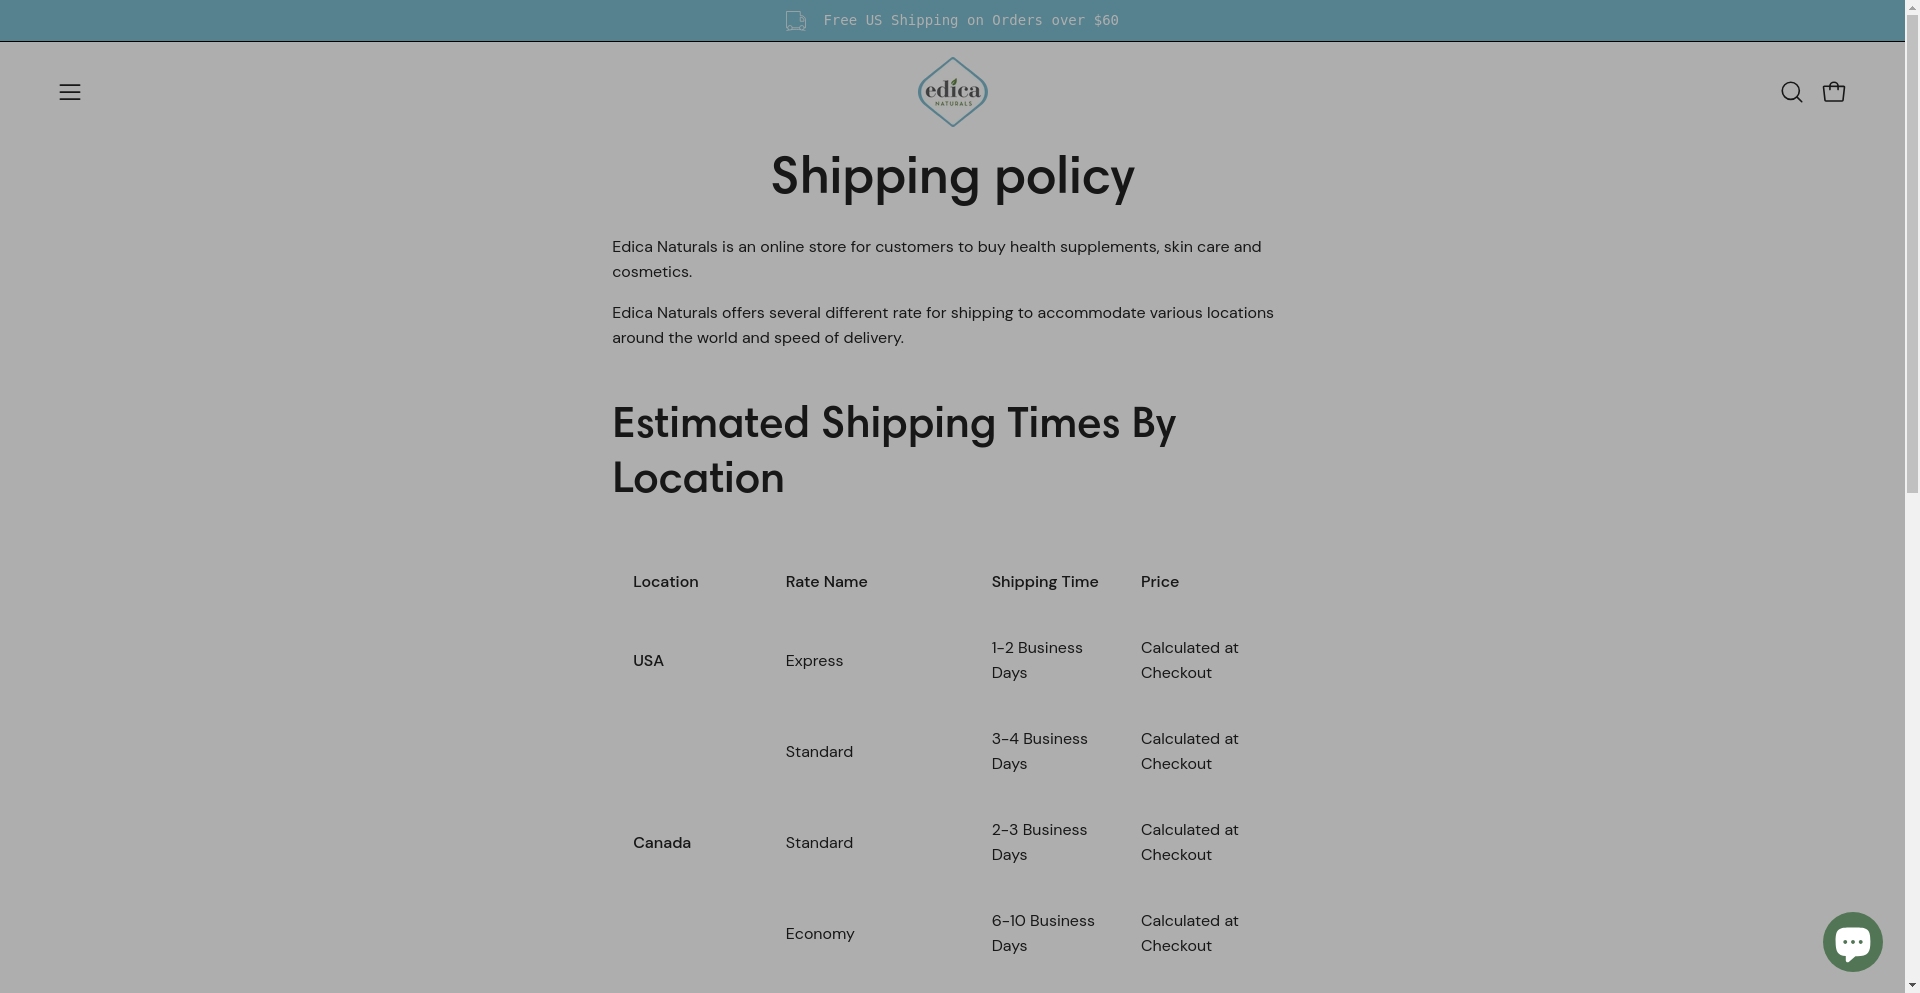 Free US Shipping on Orders over $60
edica
NATURALS
Shipping policy
Edica Naturals is an online store for customers to buy health supplements, skin care and
cosmetics.
Edica Naturals offers several different rate for shipping to accommodate various locations
around the world and speed of delivery.
Estimated Shipping Times By
Location
Location Rate Name Shipping Time Price
USA Express 1-2 Business Days Calculated at Checkout
Standard 3-4 Business Days Calculated at Checkout
Canada Standard 2-3 Business Days Calculated at Checkout
Economy 6-10 Business Days Calculated at Checkout